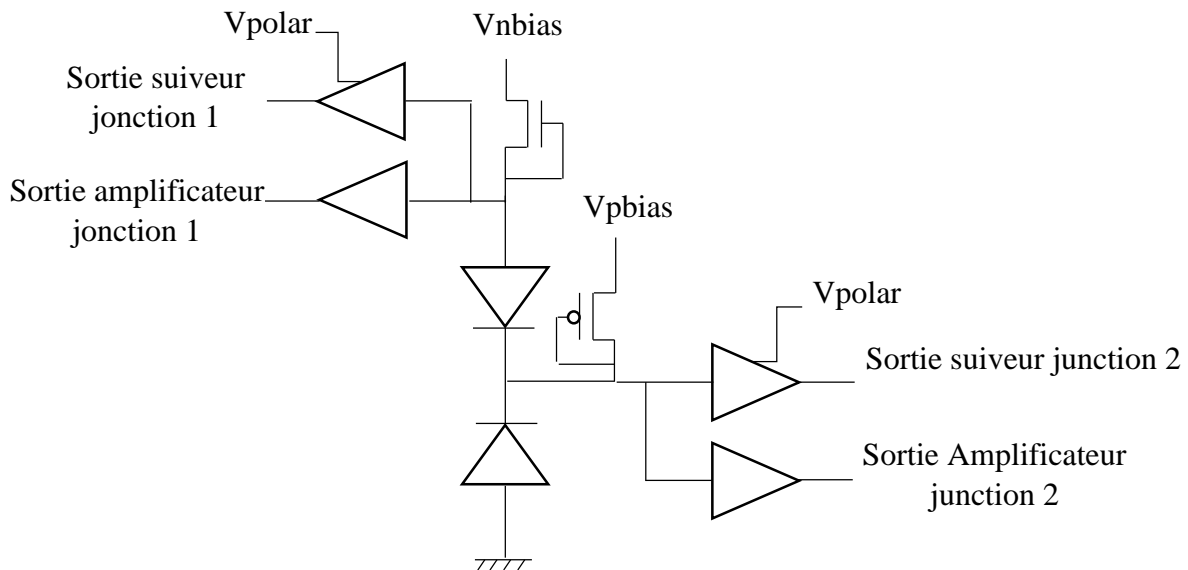 Vpolar
Vnbias
Sortie suiveur
jonction 1
Sortie amplificateur
jonction 1
Vpbias
Vpolar
Sortie suiveur junction 2
Sortie Amplificateur
junction 2